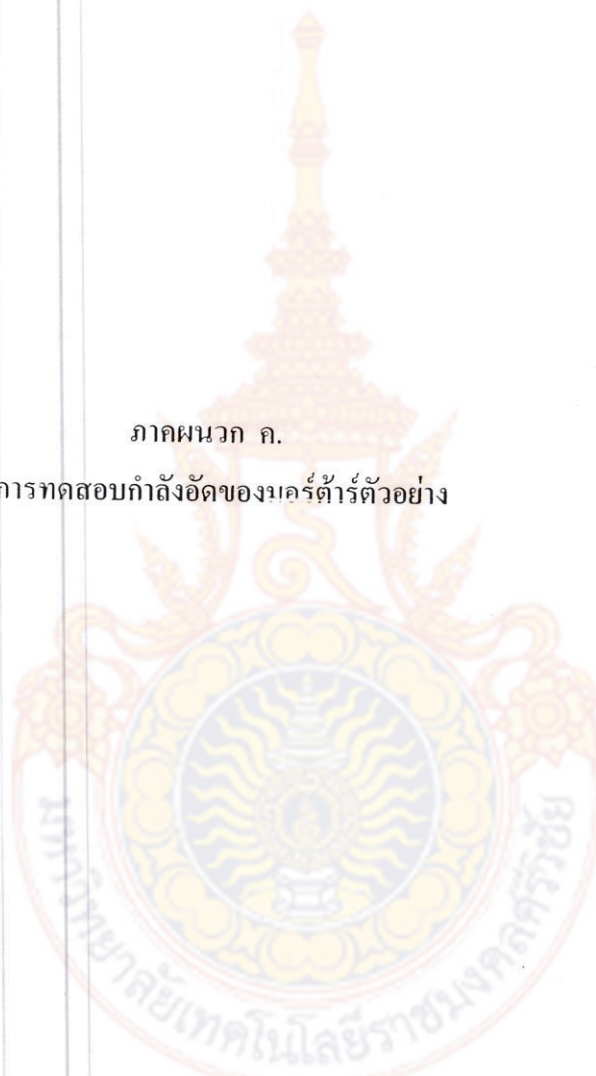 ภาคผนวก ค.
การทดสอบกำลังอัดของมอร์ต้าร์ตัวอย่าง
มหาวิทยาลัยเทคโนโลยีราชมงคลศรีวิชัย